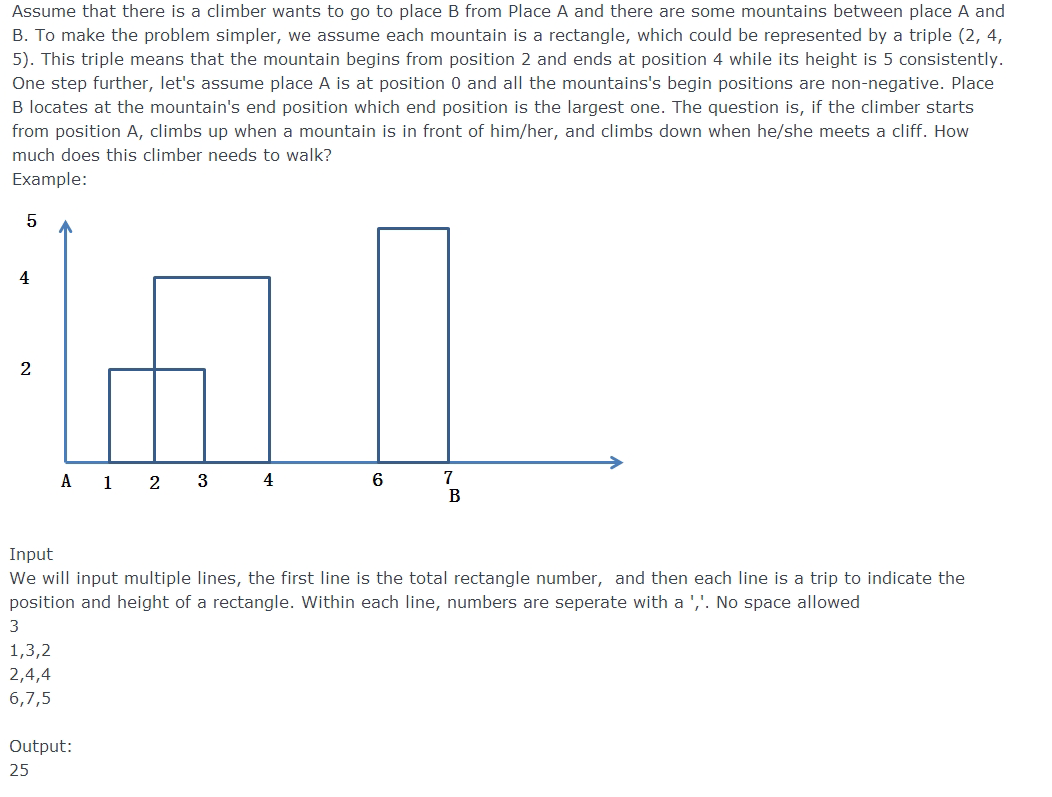 Assume that there is a climber wants to go to place B from Place A and there are some mountains between place A and
B. To make the problem simpler, we assume each mountain is a rectangle, which could be represented by a triple (2, 4,
5). This triple means that the mountain begins from position 2 and ends at position 4 while its height is 5 consistently.
One step further, let's assume place A is at position 0 and all the mountains's begin positions are non-negative. Place
B locates at the mountain's end position which end position is the largest one. The question is, if the climber starts
from position A, climbs up when a mountain is in front of him/her, and climbs down when he/she meets a cliff. How
much does this climber needs to walk?
Example:
5
4
2
A 1 2 3 4 6 7
B
Input
We will input multiple lines, the first line is the total rectangle number, and then each line is a trip to indicate the
position and height of a rectangle. Within each line, numbers are seperate with a ','. No space allowed
3
1,3,2
2,4,4
6,7,5
Output:
25